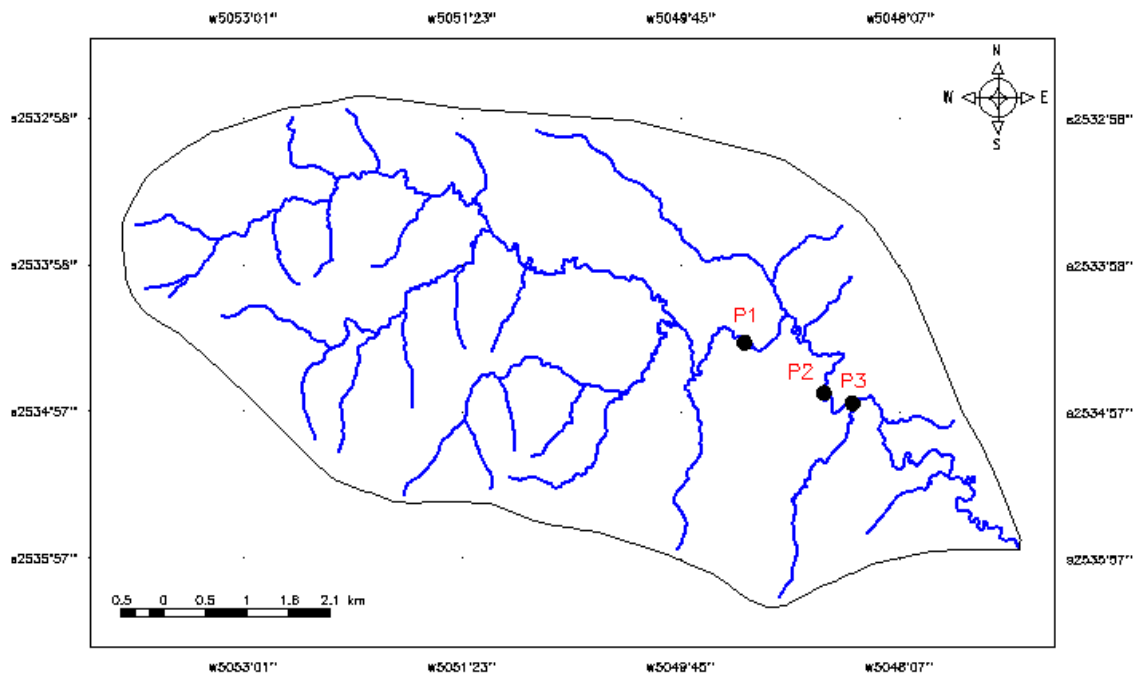 w5053'01" w5051'23" w5049'45" w5048'07"
N
W E
S
s2532'58" s2532'58"
s2533'58" s2533'58"
P1
P2 P3
s2534'57" s2534'57"
s2535'57" s2535'57"
0.5 0 0.5 1 1.6 2.1 km
w5053'01" w5051'23" w5049'45" w5048'07"